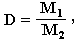 D = M₁ / M₂ ,